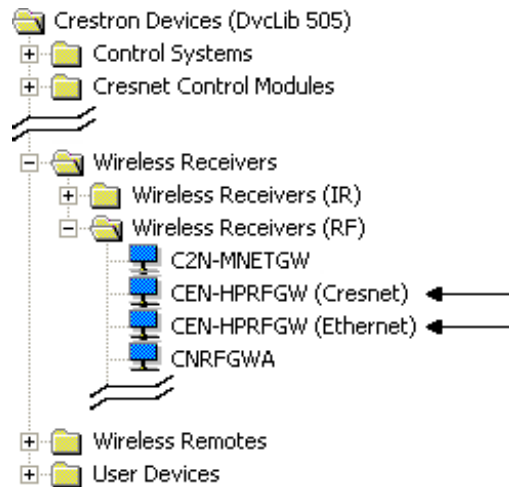 Crestron Devices (DvcLib 505)
Control Systems
Cresnet Control Modules
Wireless Receivers
Wireless Receivers (IR)
Wireless Receivers (RF)
C2N-MNETGW
CEN-HPRFGW (Cresnet)
CEN-HPRFGW (Ethernet)
CNRFGWA
Wireless Remotes
User Devices